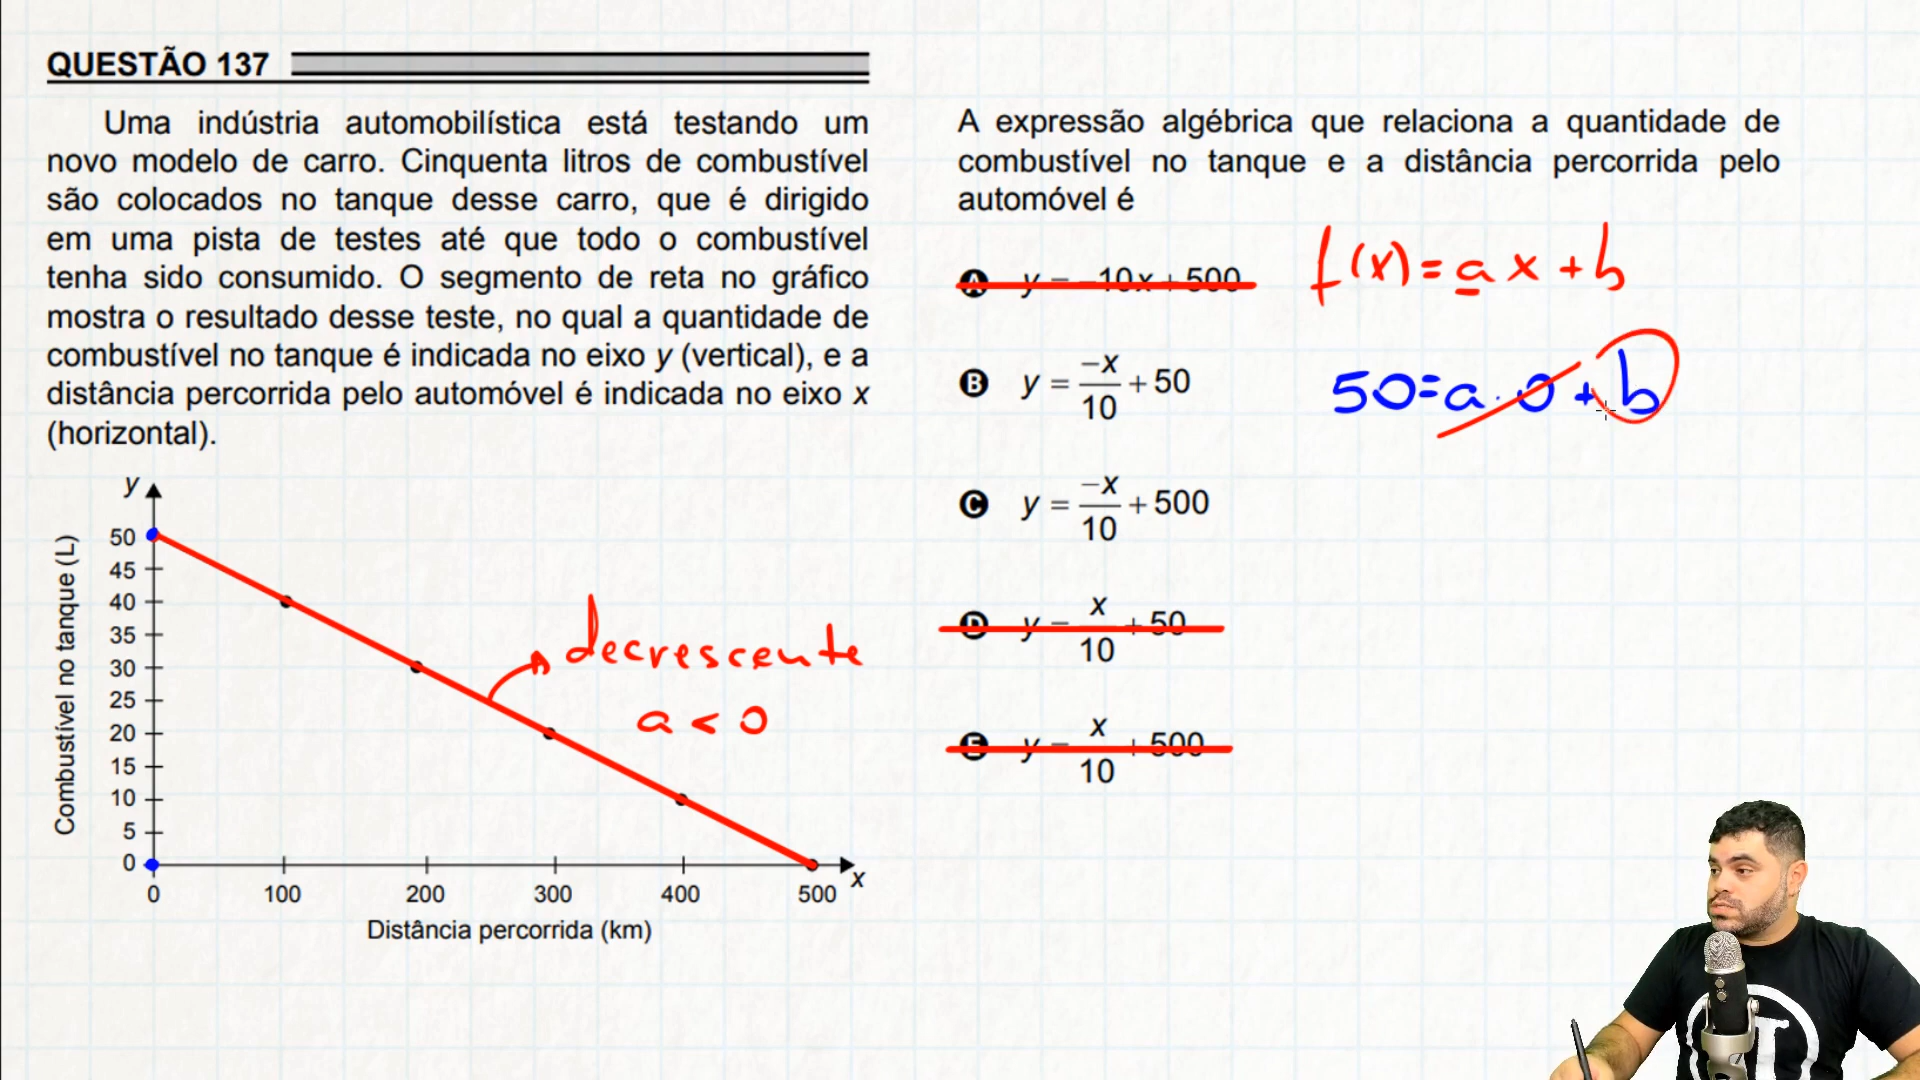 QUESTÃO 137
Uma indústria automobilística está testando um
novo modelo de carro. Cinquenta litros de combustível
são colocados no tanque desse carro, que é dirigido
em uma pista de testes até que todo o combustível
tenha sido consumido. O segmento de reta no gráfico
mostra o resultado desse teste, no qual a quantidade de
combustível no tanque é indicada no eixo y (vertical), e a
distância percorrida pelo automóvel é indicada no eixo x
(horizontal).
y
Combustível no tanque (L)
50
45
40
35
30
25
20
15
10
5
0
decrescente
a < 0
0 100 200 300 400 500 x
Distância percorrida (km)
A expressão algébrica que relaciona a quantidade de
combustível no tanque e a distância percorrida pelo
automóvel é
A y = –10x + 500
B y = –x/10 + 50
C y = –x/10 + 500
D y = x/10 + 50
E y = x/10 + 500
f(x) = ax + b
50 = a · 0 + b